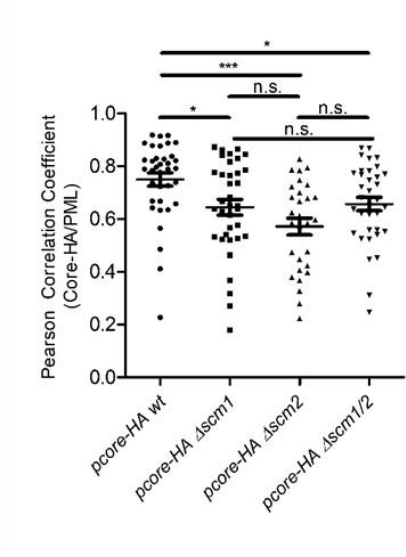 *
***
n.s.
* n.s.
n.s.
1.0
0.8
0.6
0.4
0.2
0.0
Pearson Correlation Coefficient
(Core-HA/PML)
pcore-HA wt
pcore-HA Δscm1
pcore-HA Δscm2
pcore-HA Δscm1/2